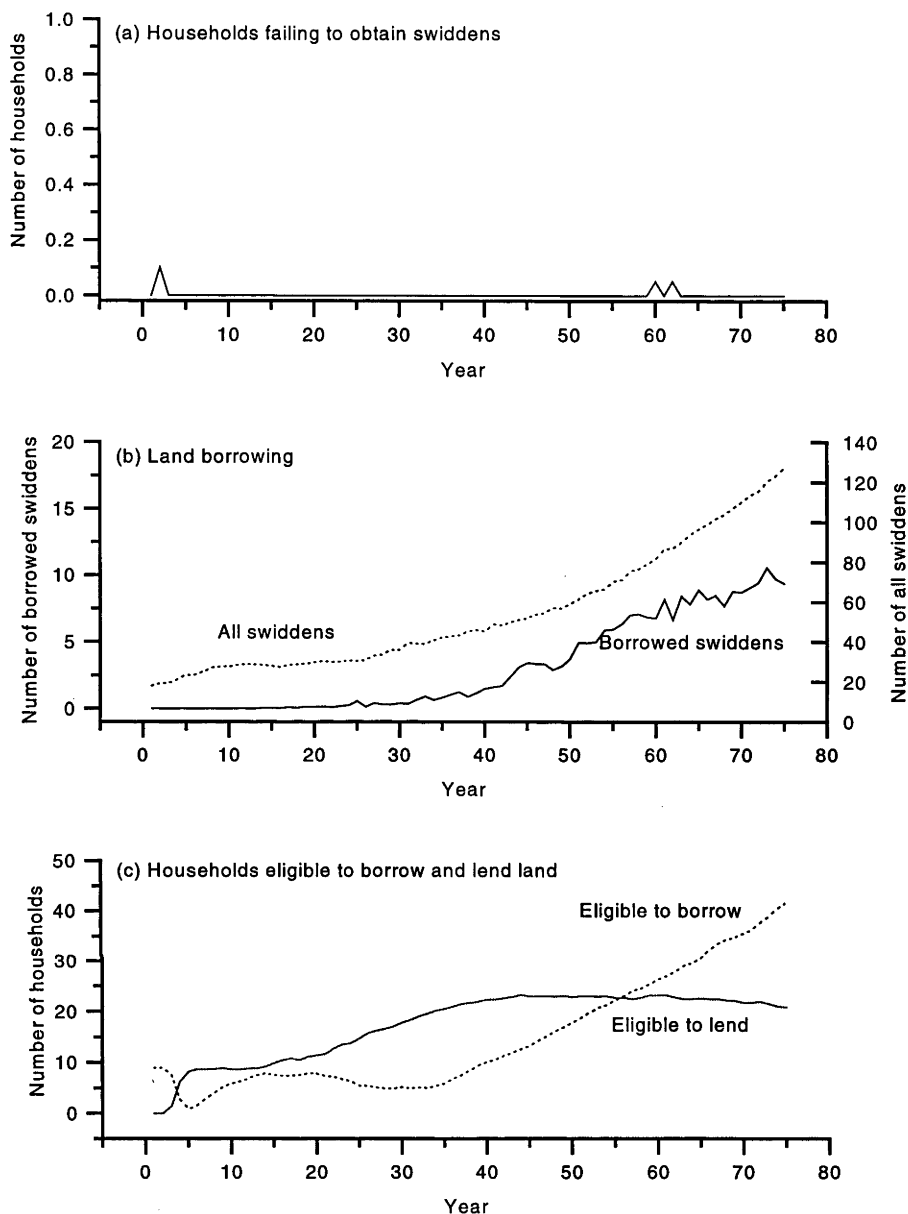 (a) Households failing to obtain swiddens
Number of households
1.0
0.8
0.6
0.4
0.2
0.0
0 10 20 30 40 50 60 70 80
Year
(b) Land borrowing
Number of borrowed swiddens
20
15
10
5
0
140
120
100
80
60
40
20
0
Number of all swiddens
All swiddens
Borrowed swiddens
0 10 20 30 40 50 60 70 80
Year
(c) Households eligible to borrow and lend land
Number of households
50
40
30
20
10
0
Eligible to borrow
Eligible to lend
0 10 20 30 40 50 60 70 80
Year